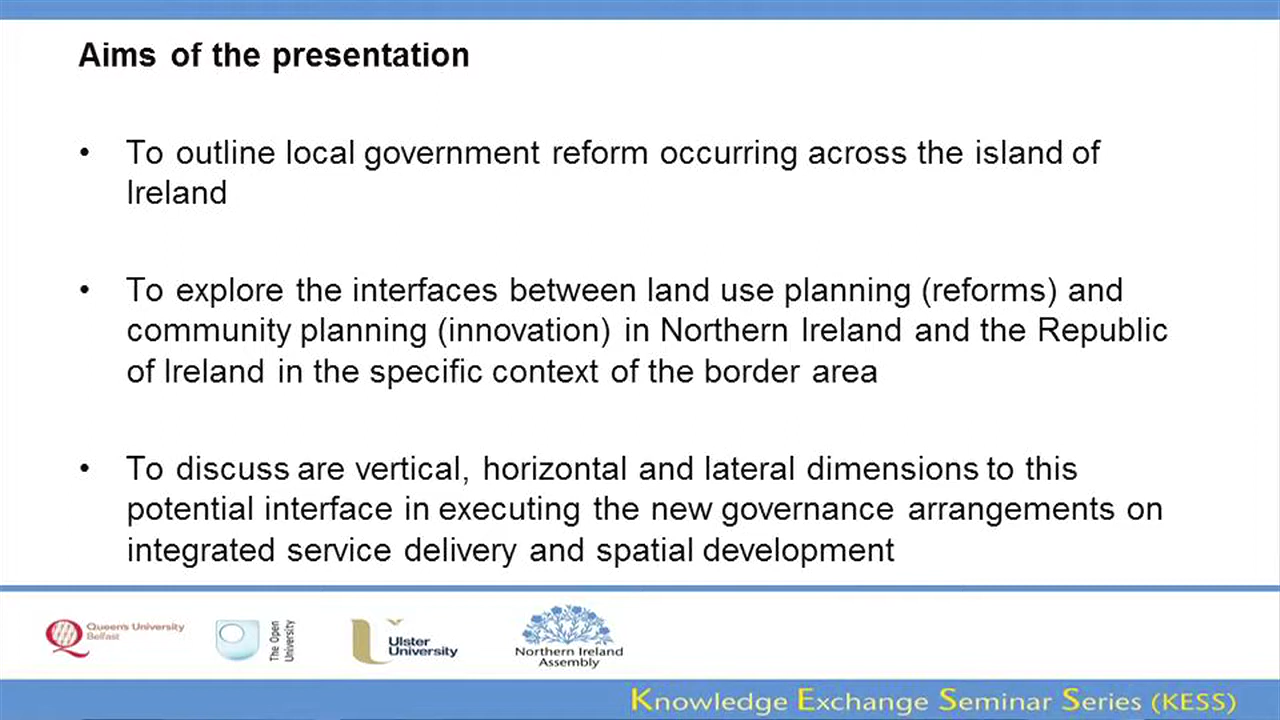 Aims of the presentation
• To outline local government reform occurring across the island of
Ireland
• To explore the interfaces between land use planning (reforms) and
community planning (innovation) in Northern Ireland and the Republic
of Ireland in the specific context of the border area
• To discuss are vertical, horizontal and lateral dimensions to this
potential interface in executing the new governance arrangements on
integrated service delivery and spatial development
Queen's University
Belfast
The Open
University
Ulster
University
Northern Ireland
Assembly
Knowledge Exchange Seminar Series (KESS)